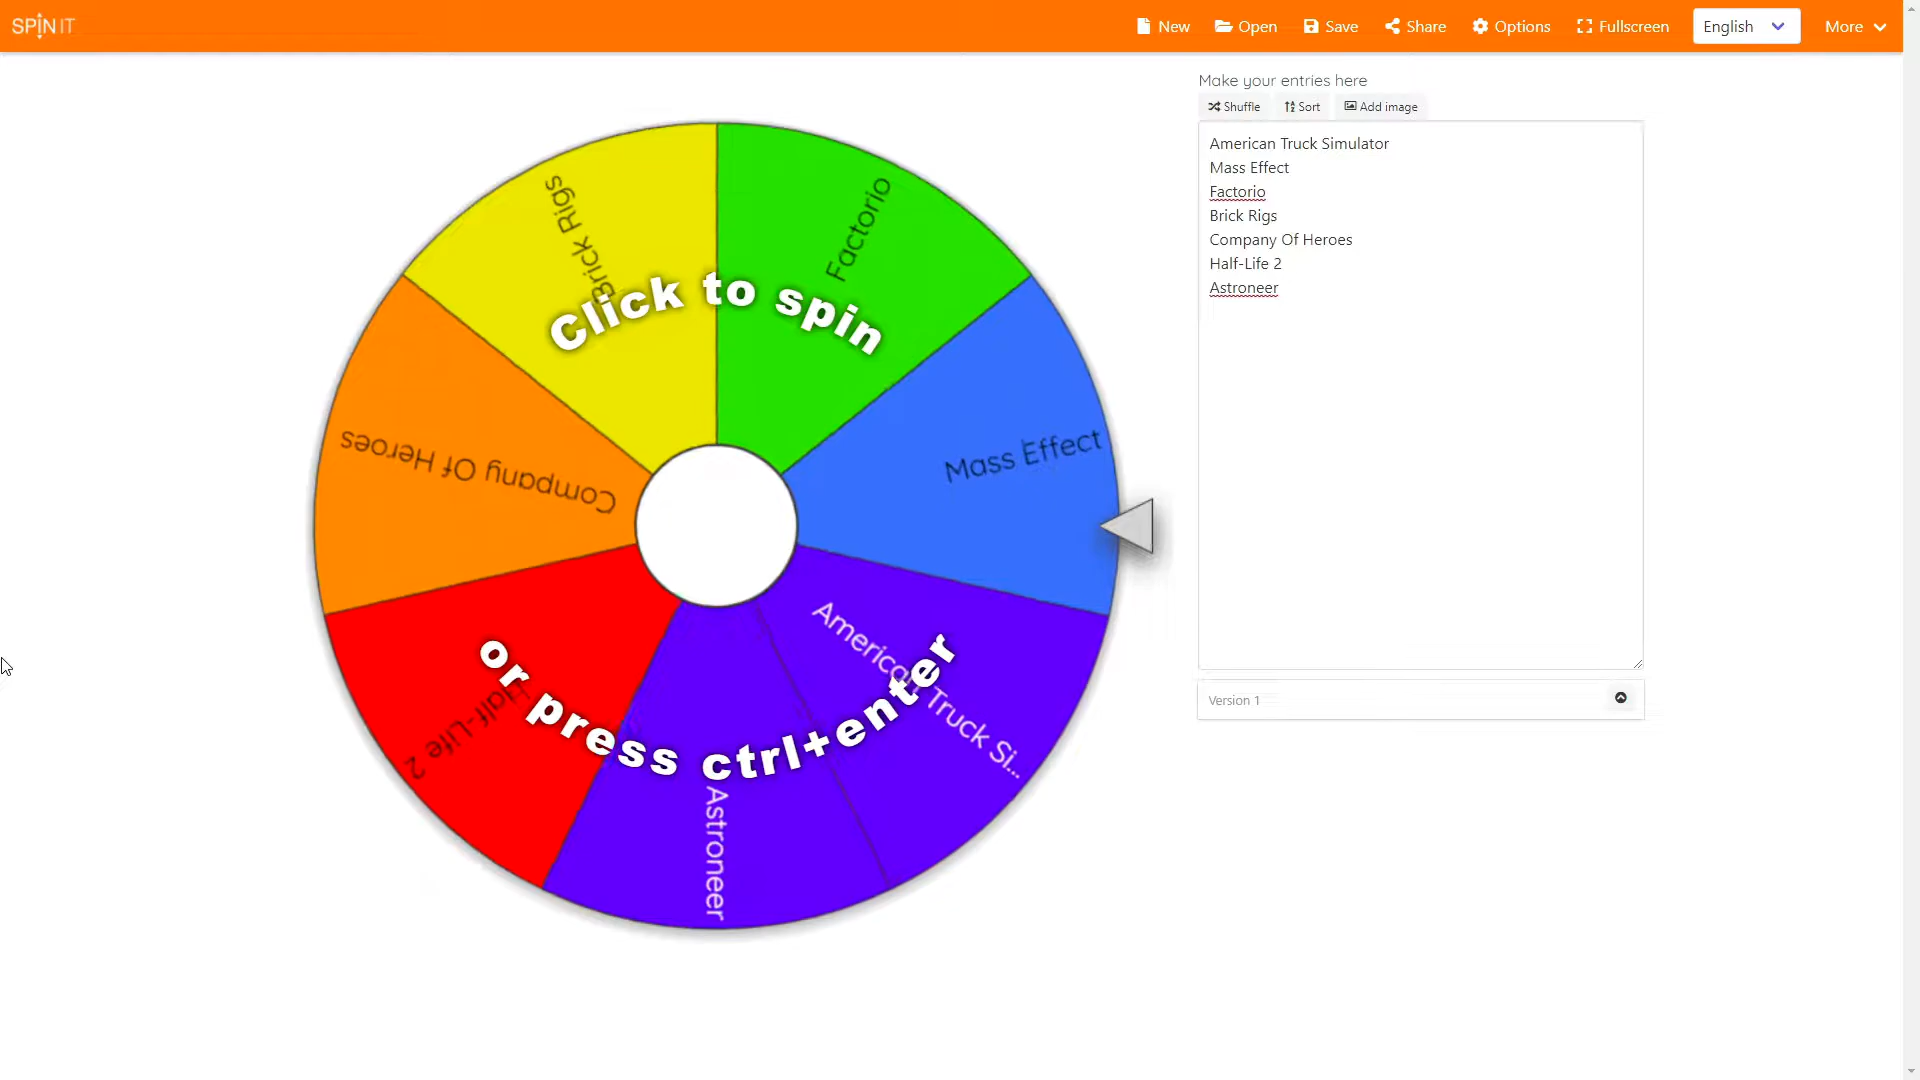 SPIN IT
New
Open
Save
Share
Options
Fullscreen
English
More
Make your entries here
Shuffle
Sort
Add image
American Truck Simulator
Mass Effect
Factorio
Brick Rigs
Company Of Heroes
Half-Life 2
Astroneer
Version 1
Brick Rigs
Factorio
Click to spin
Mass Effect
Company Of Heroes
American Truck Si...
or press ctrl+enter
Half-Life 2
Astroneer